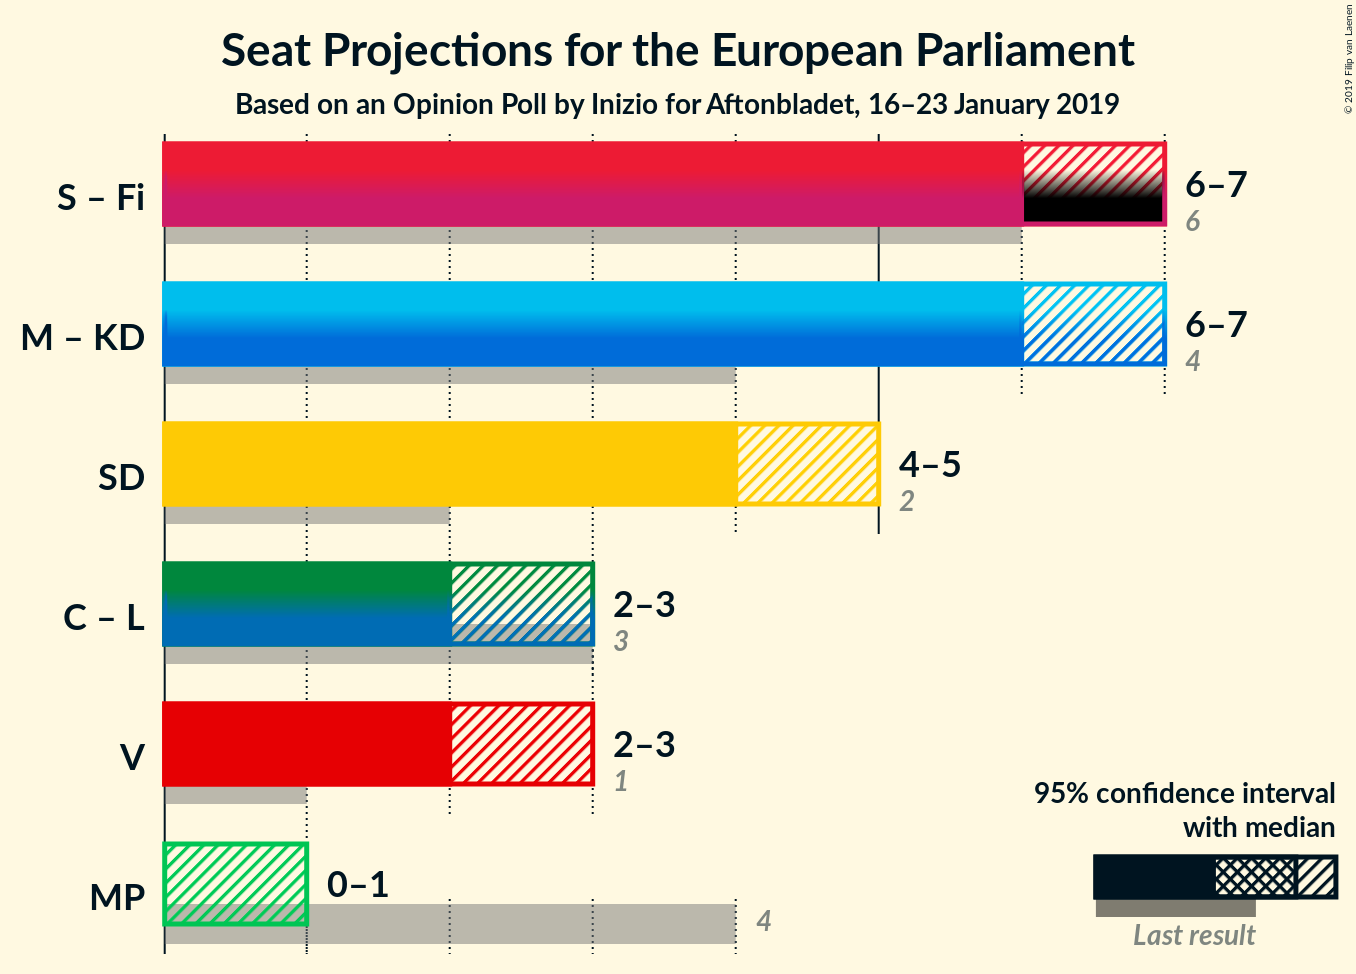 Seat Projections for the European Parliament
Based on an Opinion Poll by Inizio for Aftonbladet, 16–23 January 2019
© 2019 Filip van Laenen
S – Fi
6–7
6
M – KD
6–7
4
SD
4–5
2
C – L
2–3
3
V
2–3
1
MP
0–1
4
95% confidence interval
with median
Last result